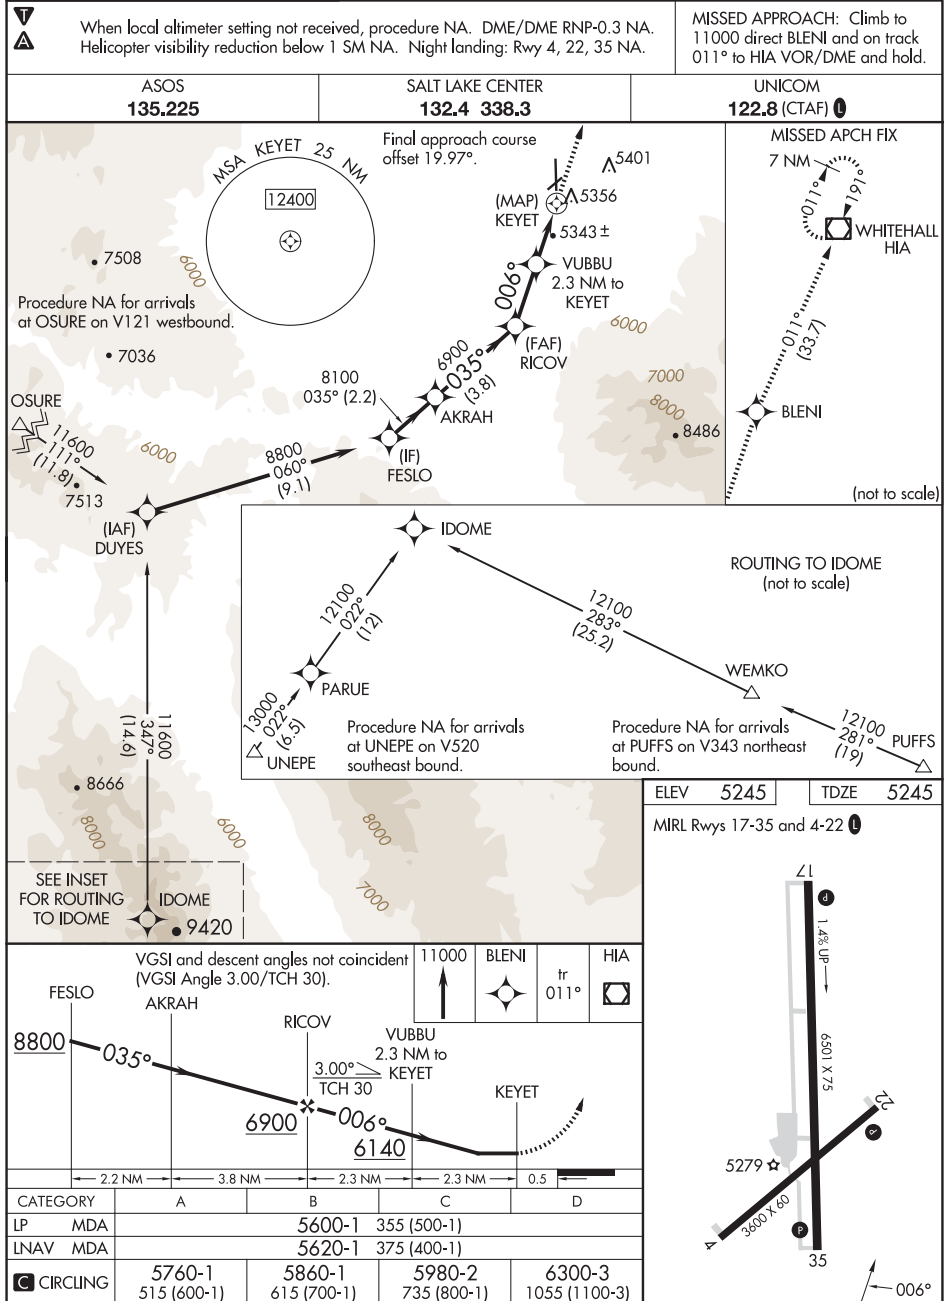 T
A
When local altimeter setting not received, procedure NA. DME/DME RNP-0.3 NA.
Helicopter visibility reduction below 1 SM NA. Night landing: Rwy 4, 22, 35 NA.
MISSED APPROACH: Climb to
11000 direct BLENI and on track
011° to HIA VOR/DME and hold.
ASOS
135.225
SALT LAKE CENTER
132.4 338.3
UNICOM
122.8 (CTAF) L
MSA KEYET 25 NM
12400
Final approach course
offset 19.97°.
5401
(MAP)
KEYET
5356
5343 ±
VUBBU
2.3 NM to
KEYET
006°
(FAF)
RICOV
6900
035°
(3.8)
AKRAH
8100
035° (2.2)
(IF)
FESLO
8800
060°
(9.1)
7508
6000
Procedure NA for arrivals
at OSURE on V121 westbound.
7036
OSURE
11600
111°
(11.8)
7513
6000
(IAF)
DUYES
6000
7000
8000
8486
MISSED APCH FIX
7 NM
011°
191°
WHITEHALL
HIA
011°
(33.7)
BLENI
(not to scale)
IDOME
ROUTING TO IDOME
(not to scale)
12100
022°
(12)
12100
283°
(25.2)
PARUE
WEMKO
13000
022°
(6.5)
UNEPE
Procedure NA for arrivals
at UNEPE on V520
southeast bound.
Procedure NA for arrivals
at PUFFS on V343 northeast
bound.
12100
281°
(19)
PUFFS
11600
347°
(14.6)
8666
8000
6000
8000
7000
SEE INSET
FOR ROUTING
TO IDOME
IDOME
9420
ELEV 5245
TDZE 5245
MIRL Rwys 17-35 and 4-22 L
17
P
1.4% UP
6501 X 75
22
P
5279
3600 X 60
4
P
35
006°
VGSI and descent angles not coincident
(VGSI Angle 3.00/TCH 30).
11000
BLENI
tr
011°
HIA
FESLO
AKRAH
RICOV
VUBBU
2.3 NM to
KEYET
KEYET
8800
035°
3.00°
TCH 30
6900
006°
6140
2.2 NM
3.8 NM
2.3 NM
2.3 NM
0.5
CATEGORY A B C D
LP MDA 5600-1 355 (500-1)
LNAV MDA 5620-1 375 (400-1)
C CIRCLING
5760-1
515 (600-1)
5860-1
615 (700-1)
5980-2
735 (800-1)
6300-3
1055 (1100-3)